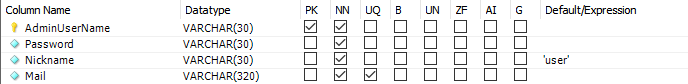 Column Name Datatype PK NN UQ B UN ZF AI G Default/Expression
AdminUserName VARCHAR(30)
Password VARCHAR(30)
Nickname VARCHAR(30) 'user'
Mail VARCHAR(320)